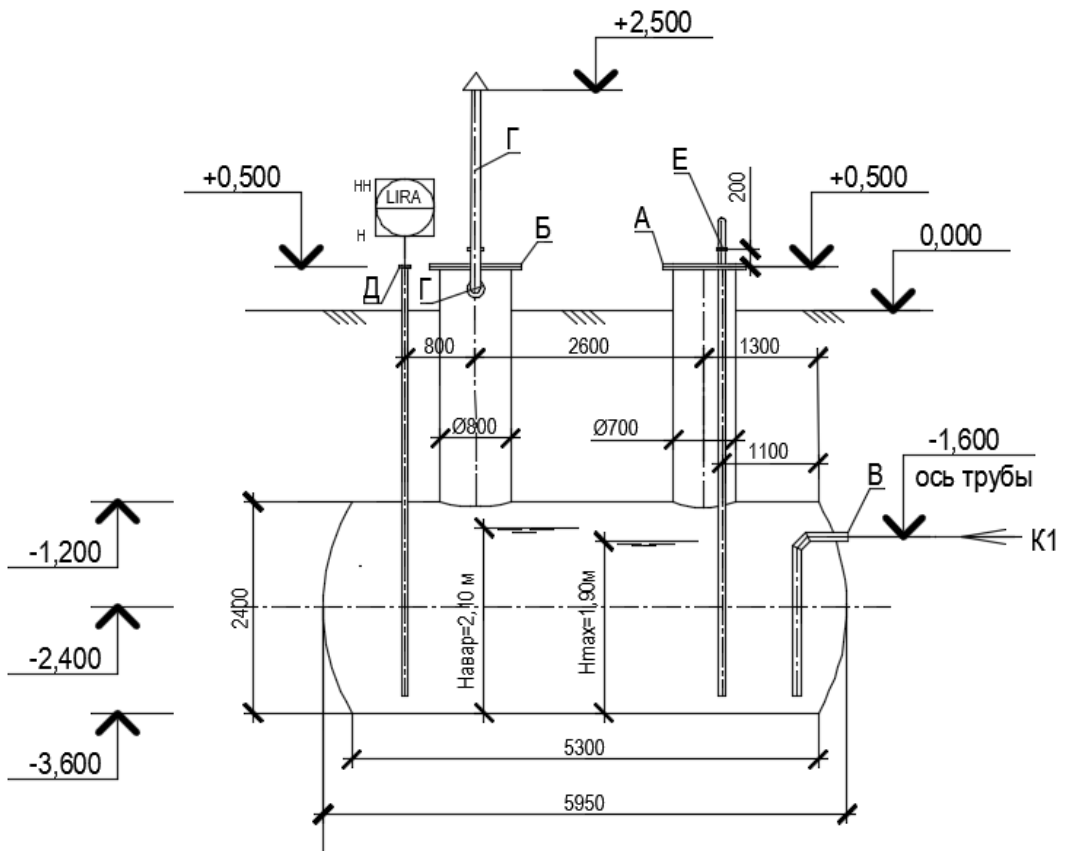 +2,500
Г
+0,500
НН
LIRA
Н
Е
200
+0,500
Б
А
0,000
Д
Г
800
2600
1300
Ø800
Ø700
1100
-1,600
ось трубы
В
К1
-1,200
2400
Навар=2,10 м
Нmax=1,90м
-2,400
-3,600
5300
5950